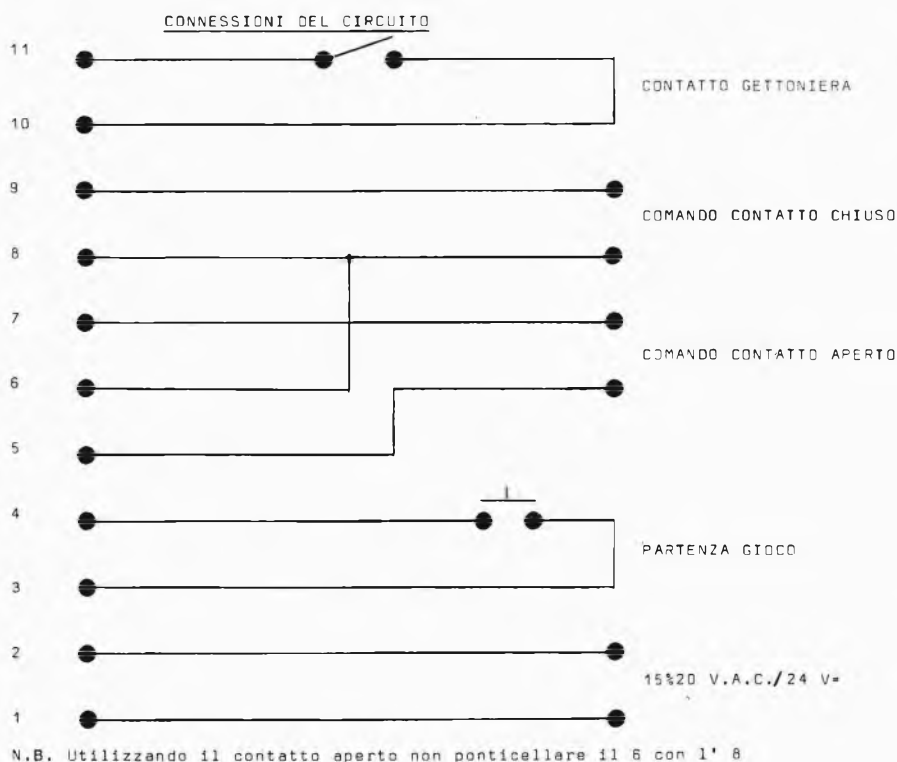 CONNESSIONI DEL CIRCUITO
11
CONTATTO GETTONIERA
10
9
COMANDO CONTATTO CHIUSO
8
7
COMANDO CONTATTO APERTO
6
5
4
PARTENZA GIOCO
3
2
15%20 V.A.C./24 V=
1
N.B. Utilizzando il contatto aperto non ponticellare il 6 con l' 8